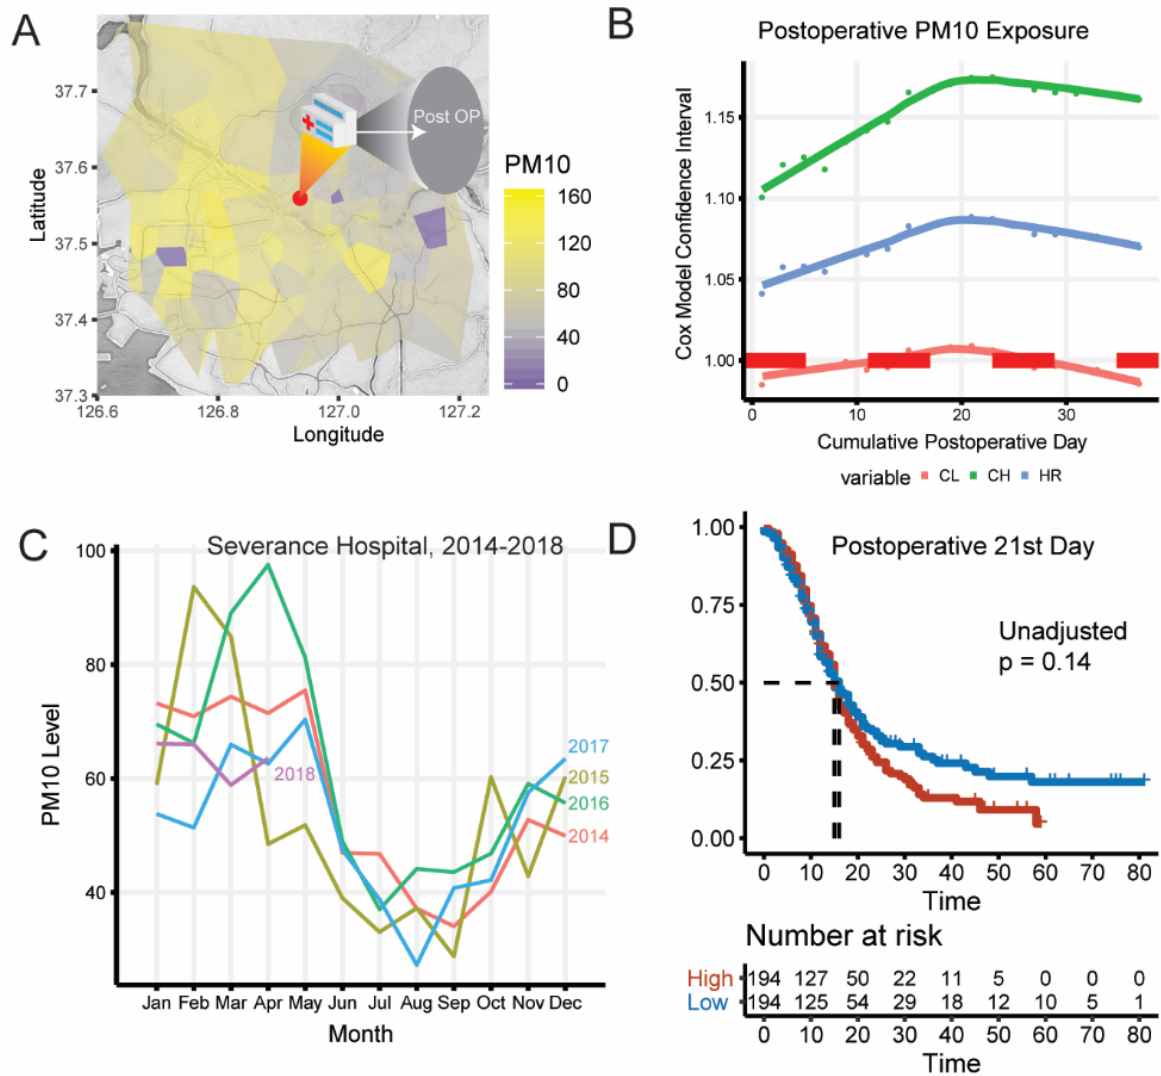 A
37.7
37.6
37.5
37.4
37.3
Latitude
126.6
126.8
127.0
127.2
Longitude
Post OP
PM10
160
120
80
40
0
B
Postoperative PM10 Exposure
Cox Model Confidence Interval
1.15
1.10
1.05
1.00
0
10
20
30
Cumulative Postoperative Day
variable CL CH HR
C
Severance Hospital, 2014-2018
PM10 Level
100
80
60
40
2017
2015
2018
2016
2014
Jan Feb Mar Apr May Jun Jul Aug Sep Oct Nov Dec
Month
D
Postoperative 21st Day
Unadjusted
p = 0.14
1.00
0.75
0.50
0.25
0.00
0 10 20 30 40 50 60 70 80
Time
Number at risk
High 194 127 50 22 11 5 0 0 0
Low 194 125 54 29 18 12 10 5 1
0 10 20 30 40 50 60 70 80
Time